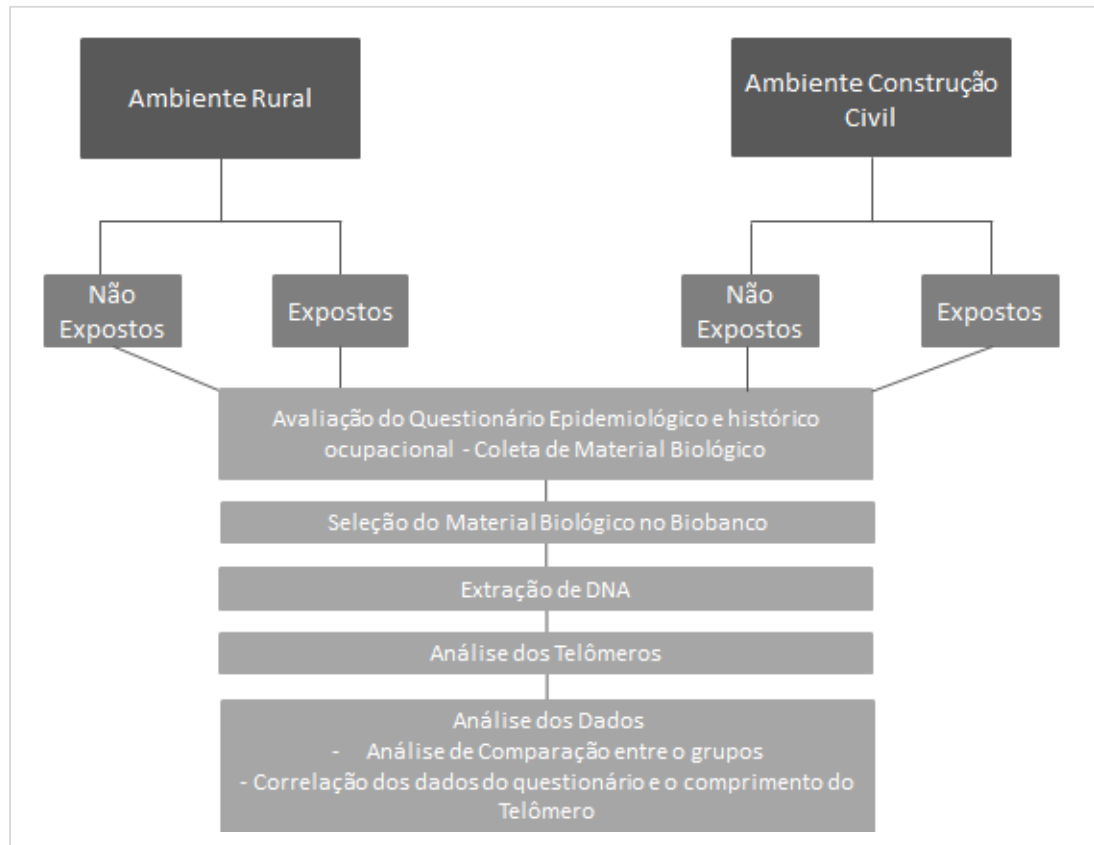 Ambiente Rural
Ambiente Construção
Civil
Não
Expostos
Expostos
Não
Expostos
Expostos
Avaliação do Questionário Epidemiológico e histórico
ocupacional - Coleta de Material Biológico
Seleção do Material Biológico no Biobanco
Extração de DNA
Análise dos Telômeros
Análise dos Dados
- Análise de Comparação entre o grupos
- Correlação dos dados do questionário e o comprimento do
Telômero